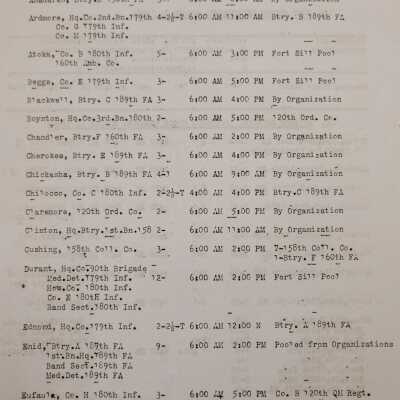 Ardmore, Hq.Co.2nd.Bn.179th 4-2½-T 6:00 AM 11:00 AM Btry. B 189th FA
Co. G 179th Inf.
Co. M 179th Inf.
Atoka, Co. B 180th Inf. 5- 6:00 AM 3:00 PM Fort Sill Pool
160th Amb. Co.
Beggs, Co. E 179th Inf. 3- 6:00 AM 5:00 PM Fort Sill Pool
Blackwell, Btry. C 189th FA 3- 6:00 AM 4:00 PM By Organization
Boynton, Hq.Co.3rd.Bn.180th 2- 6:00 AM 5:00 PM 120th Ord. Co.
Chandler, Btry.F 160th FA 3- 6:00 AM 2:00 PM By Organization
Cherokee, Btry. E 189th FA 3- 6:00 AM 4:00 PM By Organization
Chickasha, Btry. B 189th FA 6:00 AM 9:00 AM By Organization
Chilocco, Co. C 180th Inf. 2-2½-T 4:00 AM 4:00 PM Btry.C 189th FA
Claremore, 120th Ord. Co. 2- 6:00 AM 5:00 PM By Organization
Clinton, Hq.Btry.1st.Bn.158 2- 6:00 AM 11:00 AM By Organization
Cushing, 158th Coll. Co. 3- 6:00 AM 2:00 PM 7-158th Coll. Co.
1-Btry. F 160th FA
Durant, Hq.Co.90th Brigade
Med.Det.179th Inf. 12- 6:00 AM 2:00 PM Fort Sill Pool
How.Co. 180th Inf.
Co. E 180th Inf.
Band Sect.180th Inf.
Edmond, Hq.Co.179th Inf. 2-2½-T 6:00 AM 12:00 N Btry. A 189th FA
Enid, Btry.A 189th FA 9- 6:00 AM 2:00 PM Pooled from Organizations
1st.Bn.Hq.189th FA
Band Sect.189th FA
Med.Det.189th FA
Eufaula, Co. H 180th Inf. 3- 6:00 AM 5:00 PM Co. B 120th QM Regt.